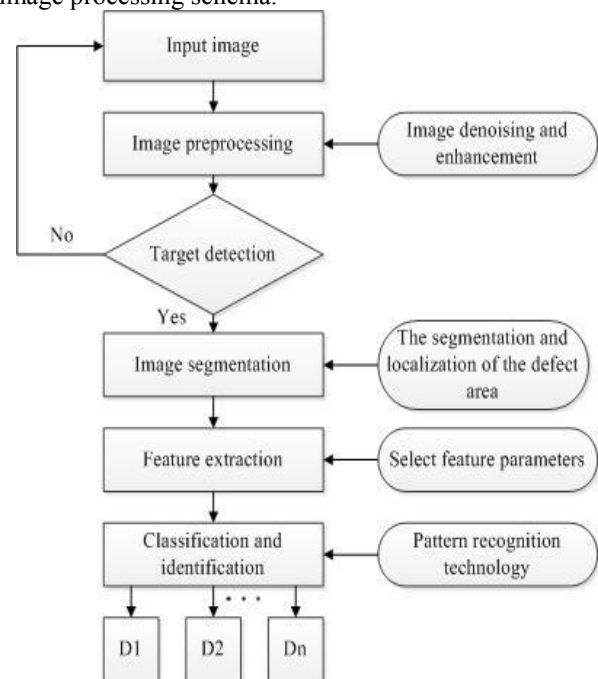 image processing schema.
Input image
Image preprocessing
Image denoising and
enhancement
No
Target detection
Yes
Image segmentation
The segmentation and
localization of the defect
area
Feature extraction
Select feature parameters
Classification and
identification
Pattern recognition
technology
· · ·
D1
D2
Dn